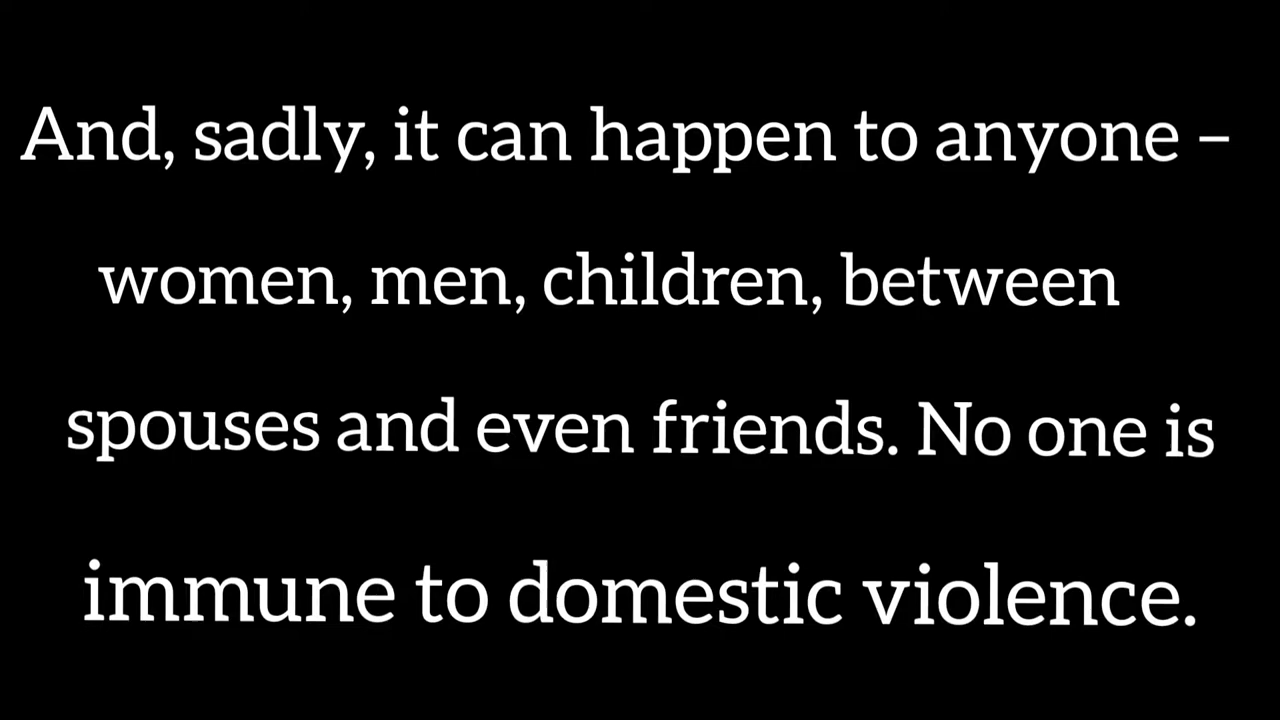 And, sadly, it can happen to anyone –
women, men, children, between
spouses and even friends. No one is
immune to domestic violence.